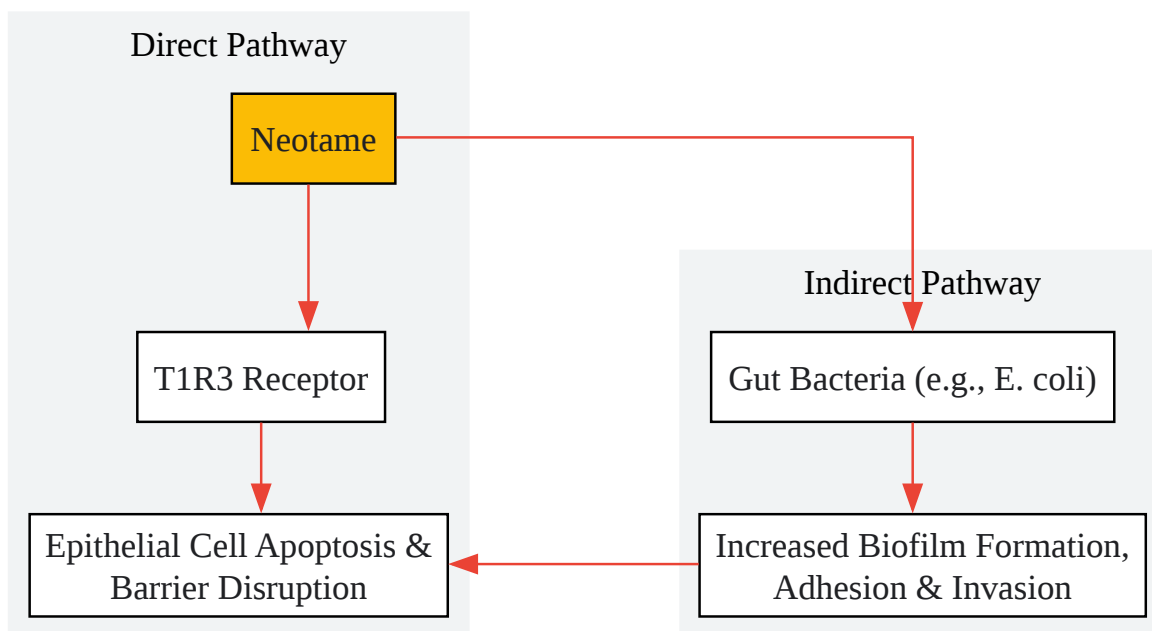 Direct Pathway
Neotame
T1R3 Receptor
Epithelial Cell Apoptosis &
Barrier Disruption
Indirect Pathway
Gut Bacteria (e.g., E. coli)
Increased Biofilm Formation,
Adhesion & Invasion